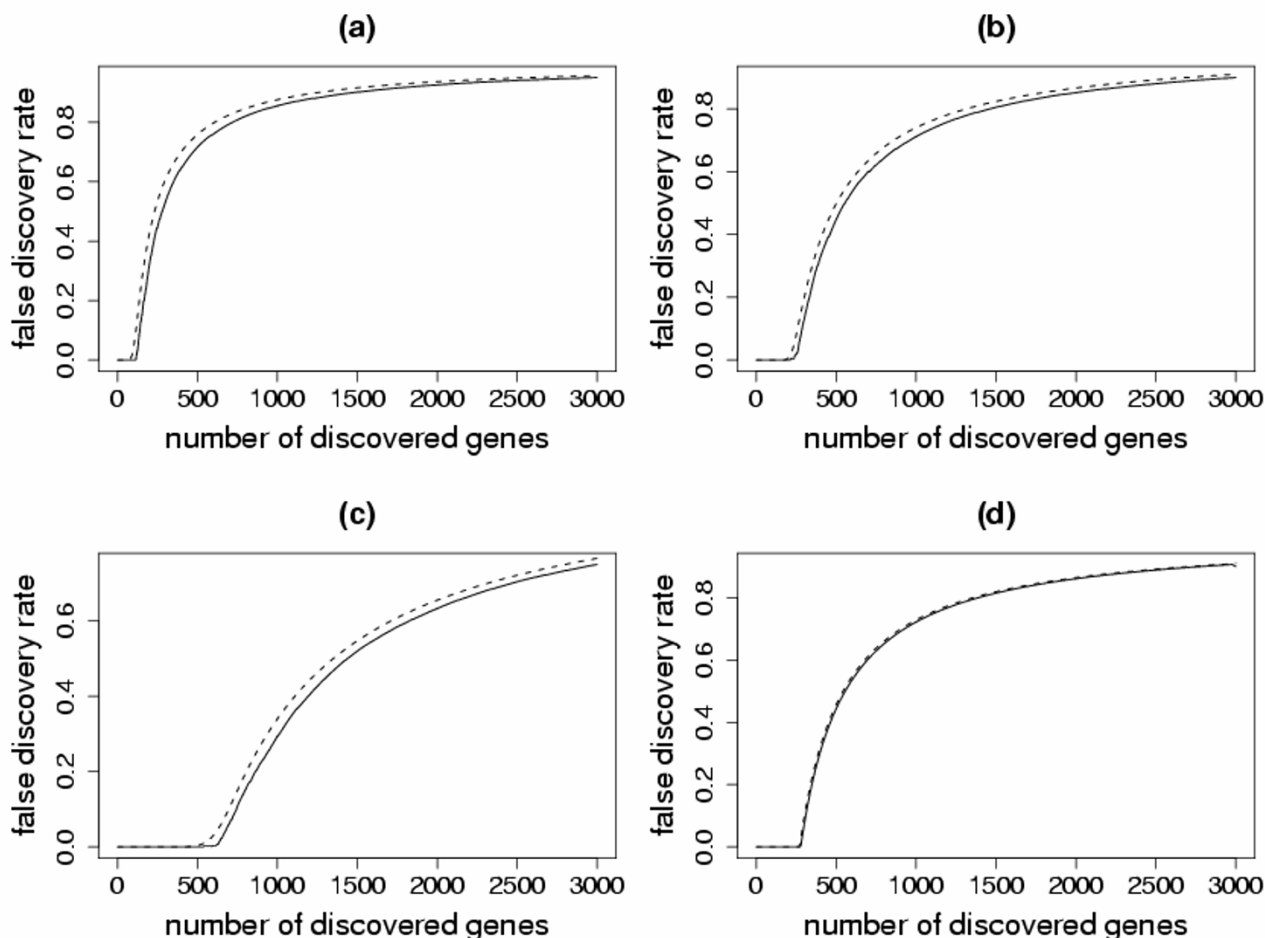 (a)
false discovery rate
0.0 0.2 0.4 0.6 0.8
0 500 1000 1500 2000 2500 3000
number of discovered genes
(b)
false discovery rate
0.0 0.2 0.4 0.6 0.8
0 500 1000 1500 2000 2500 3000
number of discovered genes
(c)
false discovery rate
0.0 0.2 0.4 0.6
0 500 1000 1500 2000 2500 3000
number of discovered genes
(d)
false discovery rate
0.0 0.2 0.4 0.6 0.8
0 500 1000 1500 2000 2500 3000
number of discovered genes